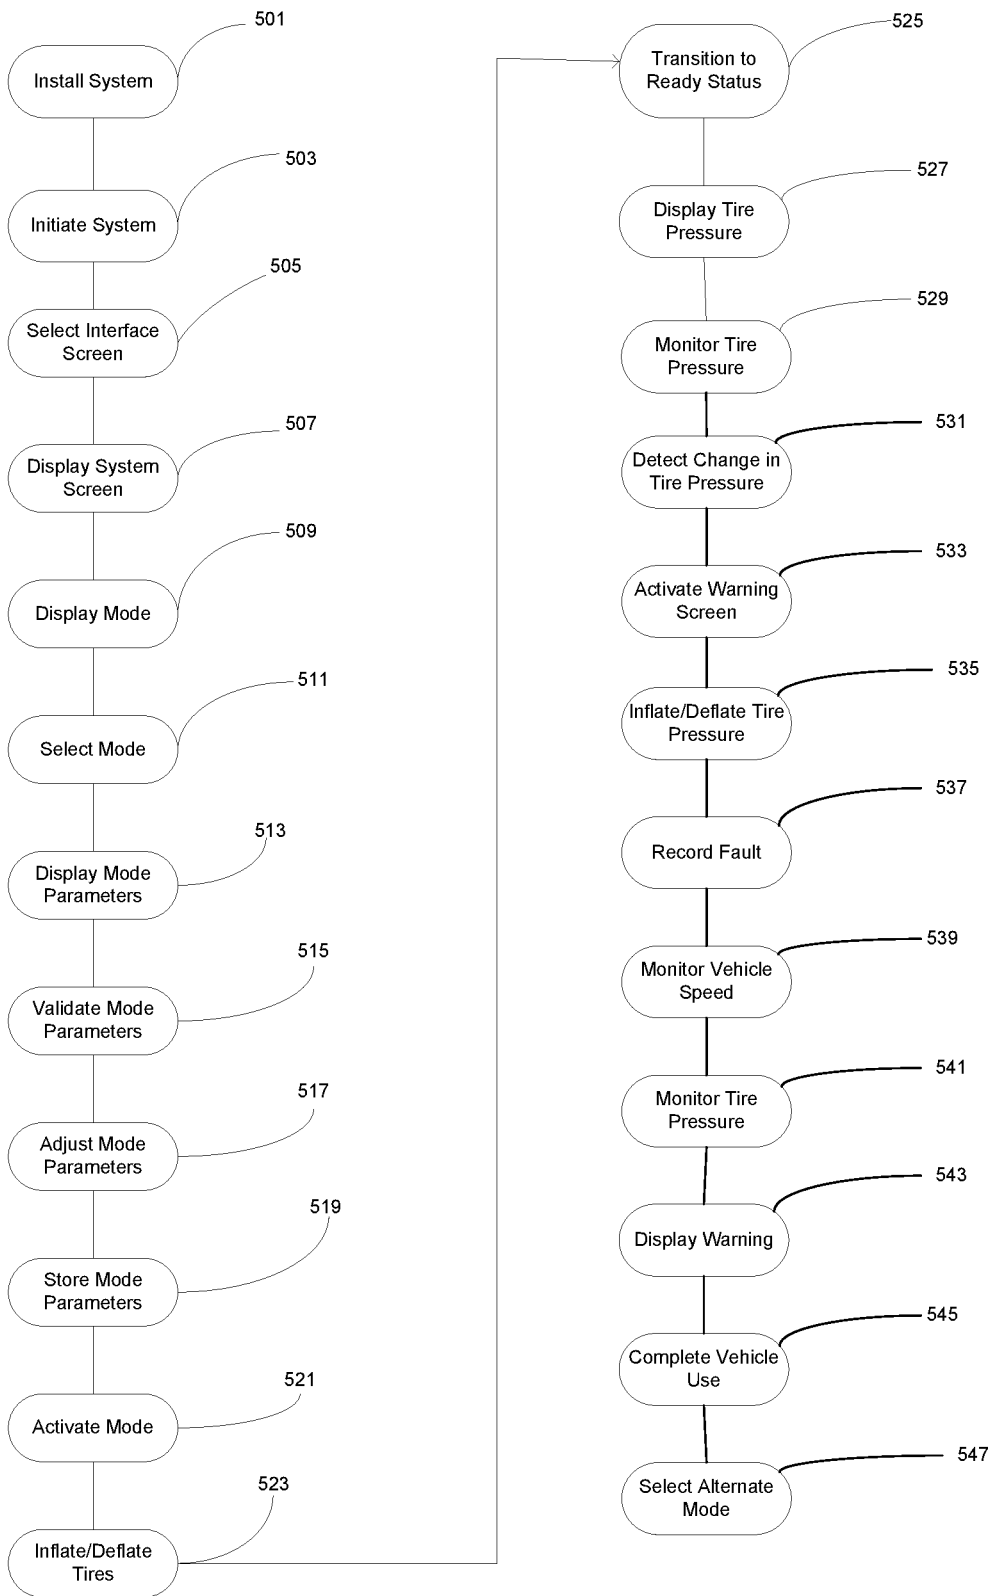 501
Install System
503
Initiate System
505
Select Interface
Screen
507
Display System
Screen
509
Display Mode
511
Select Mode
513
Display Mode
Parameters
515
Validate Mode
Parameters
517
Adjust Mode
Parameters
519
Store Mode
Parameters
521
Activate Mode
523
Inflate/Deflate
Tires
525
Transition to
Ready Status
527
Display Tire
Pressure
529
Monitor Tire
Pressure
531
Detect Change in
Tire Pressure
533
Activate Warning
Screen
535
Inflate/Deflate Tire
Pressure
537
Record Fault
539
Monitor Vehicle
Speed
541
Monitor Tire
Pressure
543
Display Warning
545
Complete Vehicle
Use
547
Select Alternate
Mode